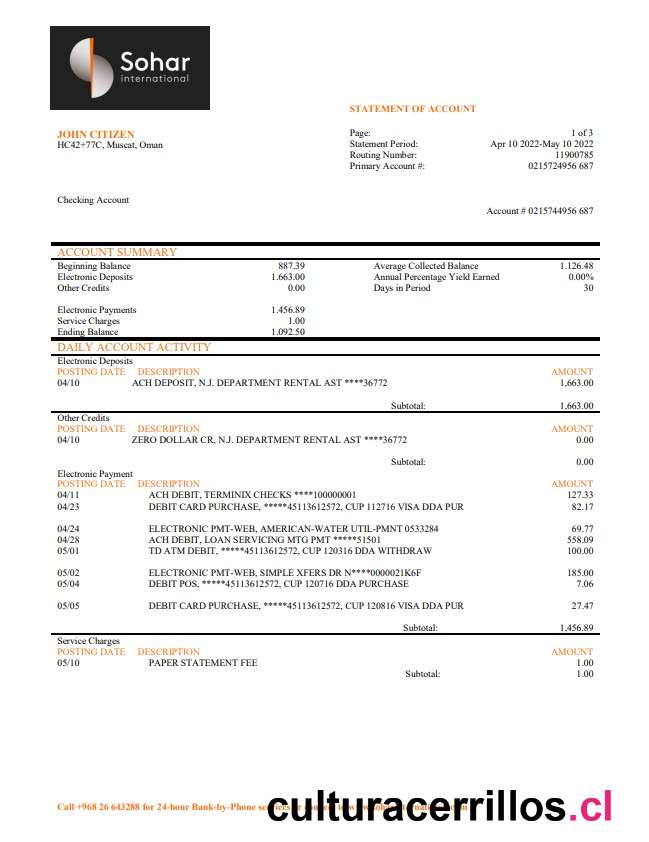 Sohar
international
STATEMENT OF ACCOUNT
JOHN CITIZEN
HC42+77C, Muscat, Oman
Page: 1 of 3
Statement Period: Apr 10 2022-May 10 2022
Routing Number: 11900785
Primary Account #: 0215724956 687
Checking Account
Account # 0215744956 687
ACCOUNT SUMMARY
Beginning Balance 887.39 Average Collected Balance 1.126.48
Electronic Deposits 1.663.00 Annual Percentage Yield Earned 0.00%
Other Credits 0.00 Days in Period 30
Electronic Payments 1.456.89
Service Charges 1.00
Ending Balance 1.092.50
DAILY ACCOUNT ACTIVITY
Electronic Deposits
POSTING DATE DESCRIPTION AMOUNT
04/10 ACH DEPOSIT, N.J. DEPARTMENT RENTAL AST ****36772 1,663.00
Subtotal: 1,663.00
Other Credits
POSTING DATE DESCRIPTION AMOUNT
04/10 ZERO DOLLAR CR, N.J. DEPARTMENT RENTAL AST ****36772 0.00
Subtotal: 0.00
Electronic Payment
POSTING DATE DESCRIPTION AMOUNT
04/11 ACH DEBIT, TERMINIX CHECKS ****100000001 127.33
04/23 DEBIT CARD PURCHASE, *****45113612572, CUP 112716 VISA DDA PUR 82.17
04/24 ELECTRONIC PMT-WEB, AMERICAN-WATER UTIL-PMNT 0533284 69.77
04/28 ACH DEBIT, LOAN SERVICING MTG PMT *****51501 558.09
05/01 TD ATM DEBIT, *****45113612572, CUP 120316 DDA WITHDRAW 100.00
05/02 ELECTRONIC PMT-WEB, SIMPLE XFERS DR N****0000021K6F 185.00
05/04 DEBIT POS, *****45113612572, CUP 120716 DDA PURCHASE 7.06
05/05 DEBIT CARD PURCHASE, *****45113612572, CUP 120816 VISA DDA PUR 27.47
Subtotal: 1,456.89
Service Charges
POSTING DATE DESCRIPTION AMOUNT
05/10 PAPER STATEMENT FEE 1.00
Subtotal: 1.00
Call +968 26 643288 for 24-hour Bank-by-Phone
culturacerrillos.cl